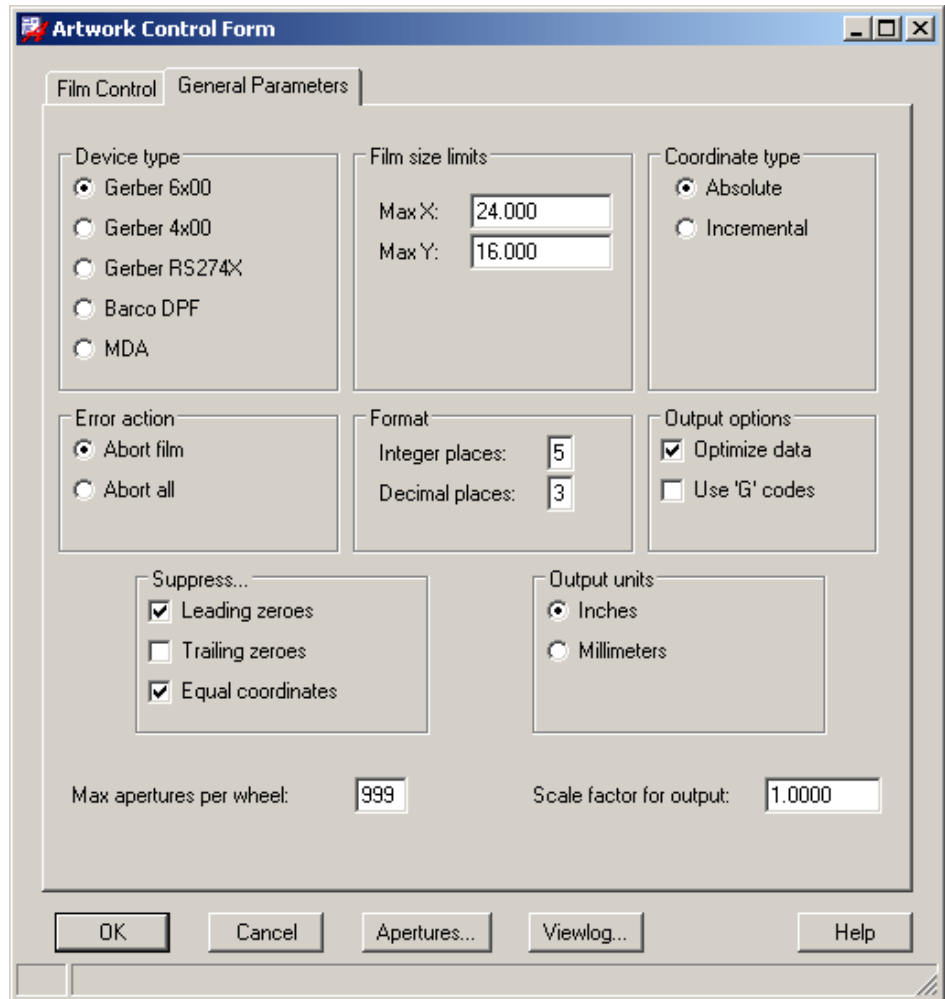 Artwork Control Form
Film Control
General Parameters
Device type
Gerber 6x00
Gerber 4x00
Gerber RS274X
Barco DPF
MDA
Film size limits
Max X: 24.000
Max Y: 16.000
Coordinate type
Absolute
Incremental
Error action
Abort film
Abort all
Format
Integer places: 5
Decimal places: 3
Output options
Optimize data
Use 'G' codes
Suppress...
Leading zeroes
Trailing zeroes
Equal coordinates
Output units
Inches
Millimeters
Max apertures per wheel: 999
Scale factor for output: 1.0000
OK
Cancel
Apertures...
Viewlog...
Help